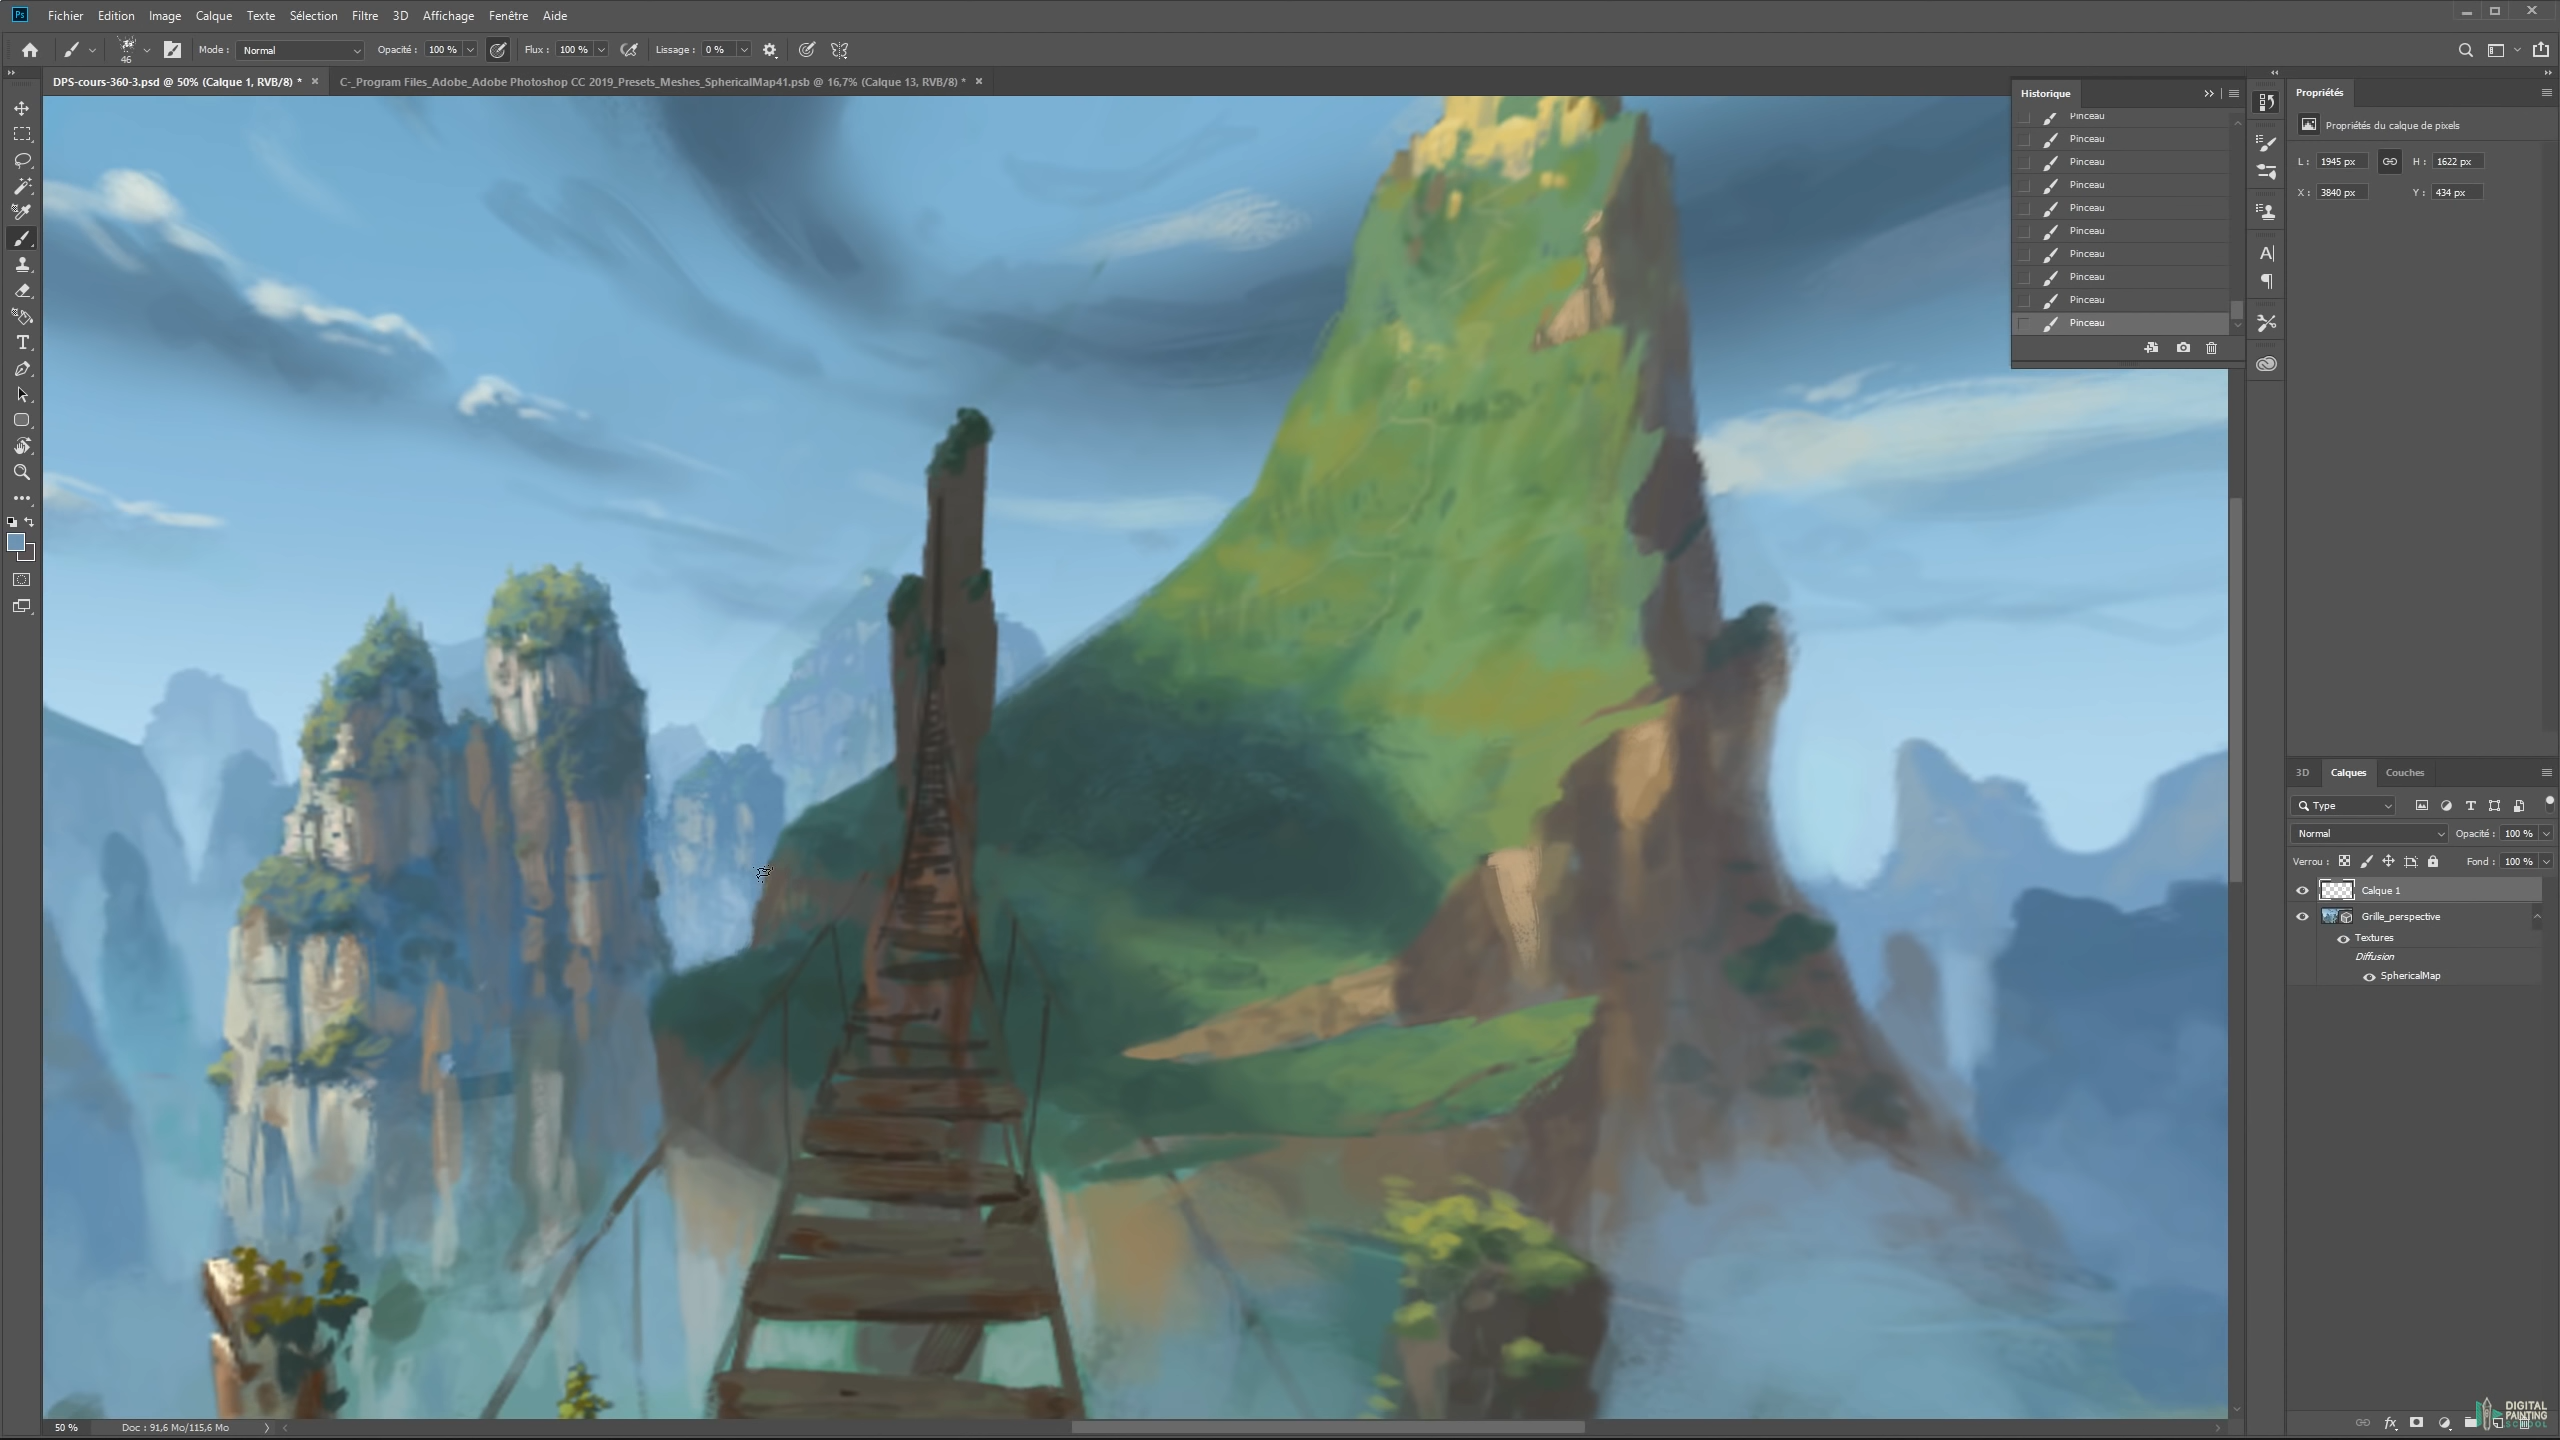 Ps Fichier Edition Image Calque Texte Sélection Filtre 3D Affichage Fenêtre Aide
46 Mode : Normal Opacité : 100 % Flux : 100 % Lissage : 0 %
DPS-cours-360-3.psd @ 50% (Calque 1, RVB/8) * × C-_Program Files_Adobe_Adobe Photoshop CC 2019_Presets_Meshes_SphericalMap41.psb @ 16,7% (Calque 13, RVB/8) * ×
Historique
Pinceau
Pinceau
Pinceau
Pinceau
Pinceau
Pinceau
Pinceau
Pinceau
Pinceau
Pinceau
Propriétés
Propriétés du calque de pixels
L : 1945 px H : 1622 px
X : 3840 px Y : 434 px
3D Calques Couches
Type
Normal Opacité : 100 %
Verrou : Fond : 100 %
Calque 1
Grille_perspective
Textures
Diffusion
SphericalMap
50 % Doc : 91,6 Mo/115,6 Mo
DIGITAL
PAINTING
SCHOOL